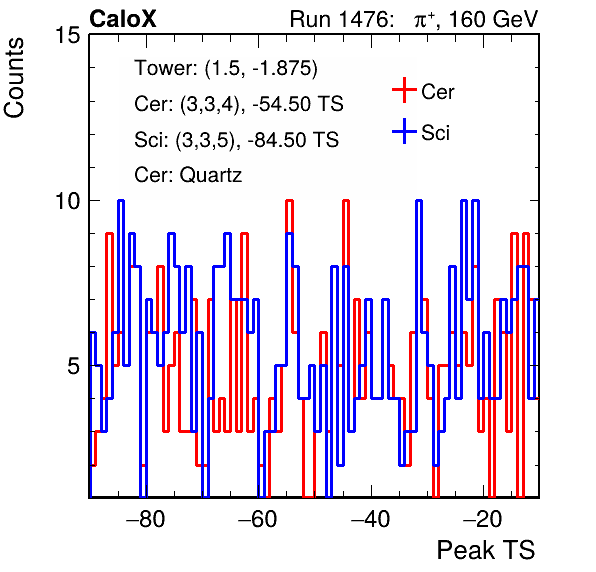 CaloX Run 1476: π⁺, 160 GeV
Counts
15
Tower: (1.5, -1.875)
Cer: (3,3,4), -54.50 TS
Sci: (3,3,5), -84.50 TS
Cer: Quartz
Cer
Sci
10
5
−80 −60 −40 −20
Peak TS